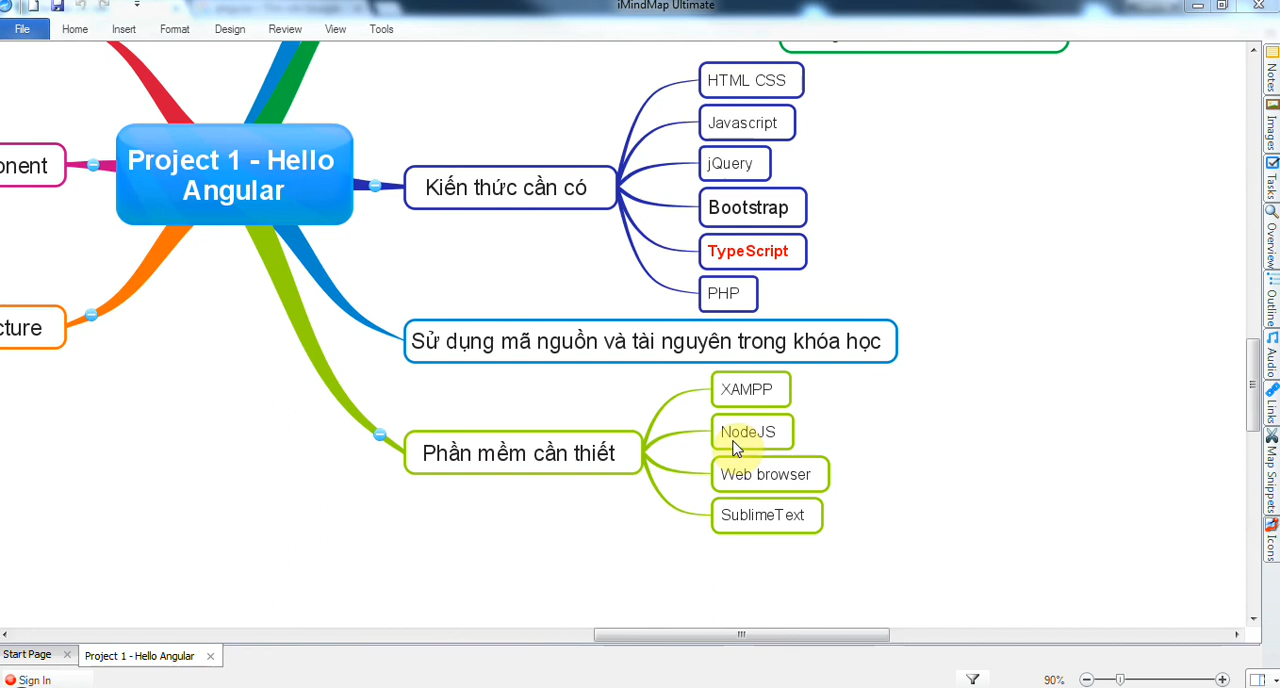 iMindMap Ultimate
File Home Insert Format Design Review View Tools
HTML CSS
Javascript
jQuery
Bootstrap
TypeScript
PHP
Kiến thức cần có
Project 1 - Hello
Angular
onent
cture
Sử dụng mã nguồn và tài nguyên trong khóa học
Phần mềm cần thiết
XAMPP
NodeJS
Web browser
SublimeText
Notes
Images
Tasks
Overview
Outline
Audio
Links
Map Snippets
Icons
Start Page Project 1 - Hello Angular
Sign In 90%